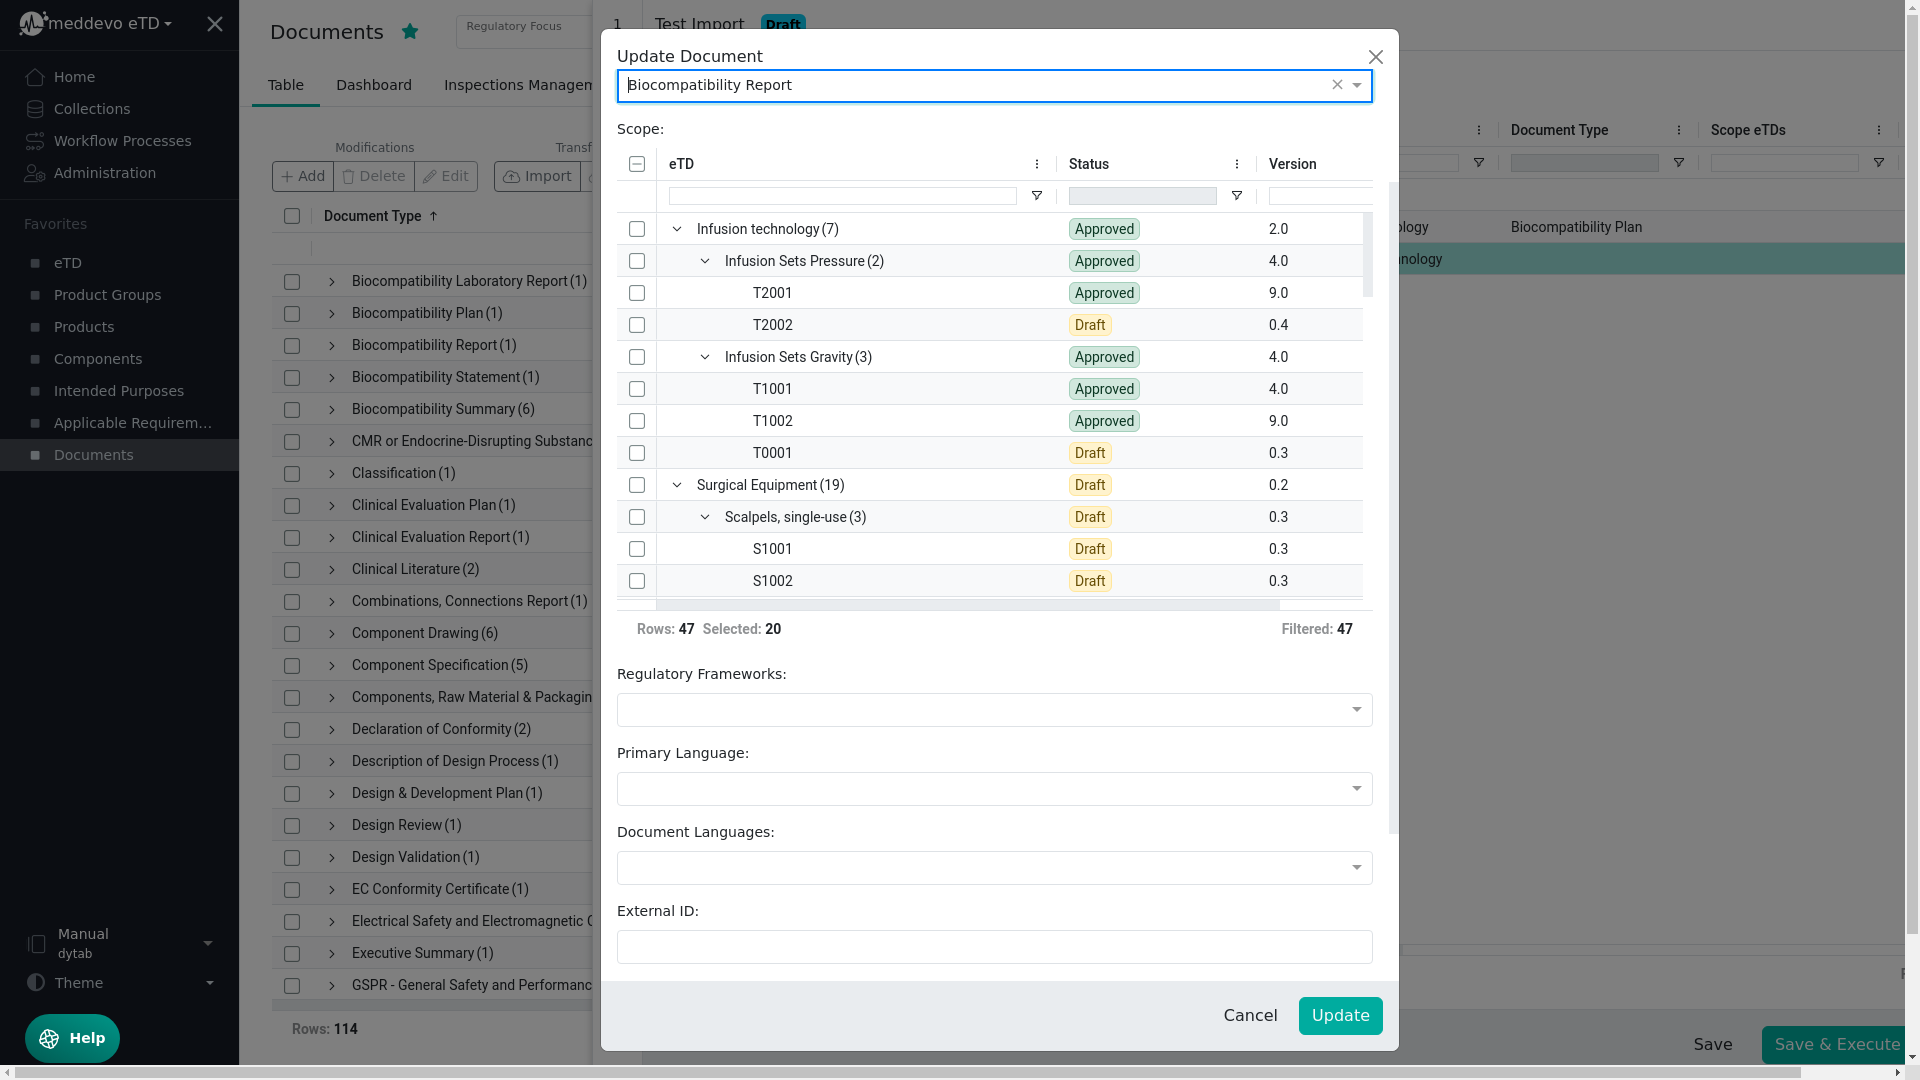 meddevo eTD
Home
Collections
Workflow Processes
Administration
Favorites
eTD
Product Groups
Products
Components
Intended Purposes
Applicable Requirem...
Documents
Manual
dytab
Theme
Help
Documents
Regulatory Focus
Table
Dashboard
Inspections Managem
Modifications
Transf
Add
Delete
Edit
Import
Document Type
Biocompatibility Laboratory Report (1)
Biocompatibility Plan (1)
Biocompatibility Report (1)
Biocompatibility Statement (1)
Biocompatibility Summary (6)
CMR or Endocrine-Disrupting Substanc
Classification (1)
Clinical Evaluation Plan (1)
Clinical Evaluation Report (1)
Clinical Literature (2)
Combinations, Connections Report (1)
Component Drawing (6)
Component Specification (5)
Components, Raw Material & Packagin
Declaration of Conformity (2)
Description of Design Process (1)
Design & Development Plan (1)
Design Review (1)
Design Validation (1)
EC Conformity Certificate (1)
Electrical Safety and Electromagnetic C
Executive Summary (1)
GSPR - General Safety and Performanc
Rows: 114
1
Test Import
Draft
Update Document
Biocompatibility Report
Scope:
eTD Status Version
Infusion technology (7) Approved 2.0
Infusion Sets Pressure (2) Approved 4.0
T2001 Approved 9.0
T2002 Draft 0.4
Infusion Sets Gravity (3) Approved 4.0
T1001 Approved 4.0
T1002 Approved 9.0
T0001 Draft 0.3
Surgical Equipment (19) Draft 0.2
Scalpels, single-use (3) Draft 0.3
S1001 Draft 0.3
S1002 Draft 0.3
Rows: 47 Selected: 20 Filtered: 47
Regulatory Frameworks:
Primary Language:
Document Languages:
External ID:
Cancel
Update
Document Type
Scope eTDs
ology
Biocompatibility Plan
nology
Save
Save & Execute